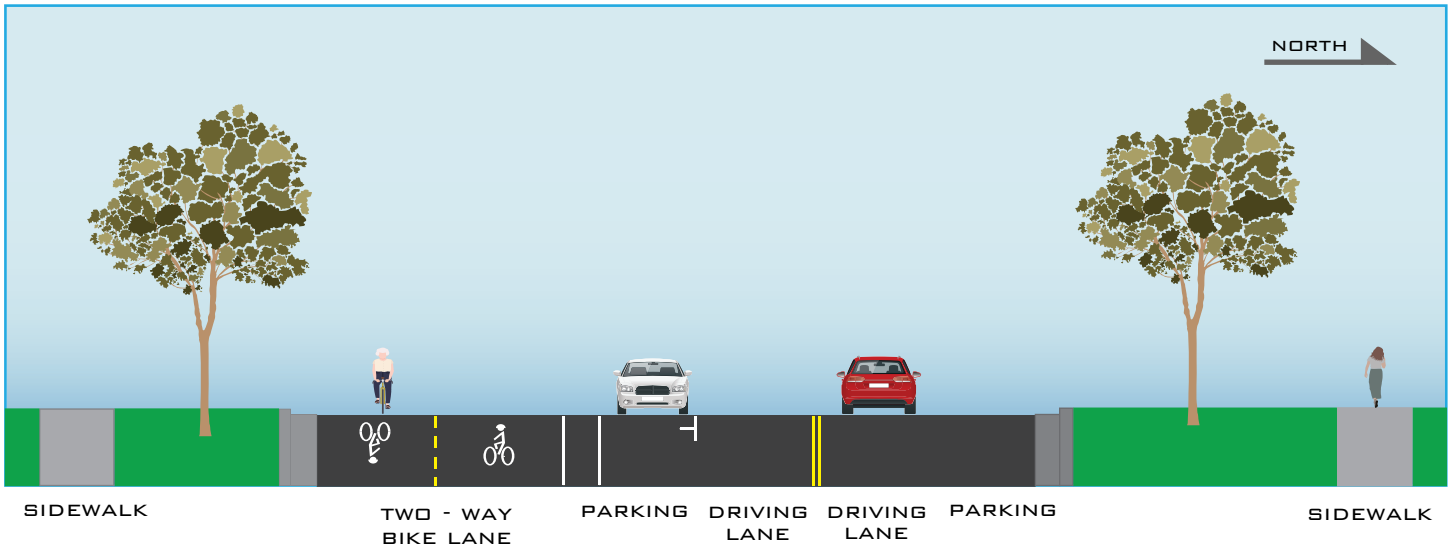 NORTH
SIDEWALK
TWO - WAY
BIKE LANE
PARKING
DRIVING
LANE
DRIVING
LANE
PARKING
SIDEWALK